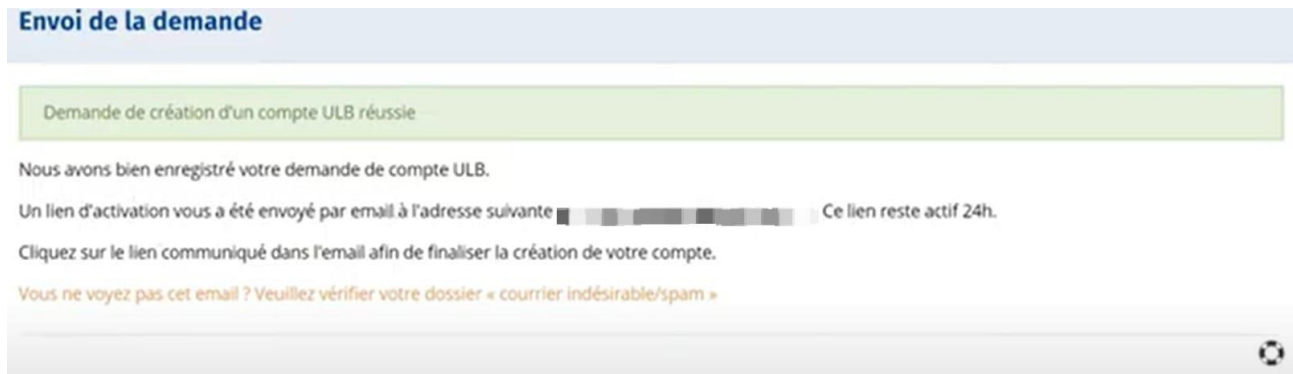 Envoi de la demande
Demande de création d'un compte ULB réussie
Nous avons bien enregistré votre demande de compte ULB.
Un lien d'activation vous a été envoyé par email à l'adresse suivante Ce lien reste actif 24h.
Cliquez sur le lien communiqué dans l'email afin de finaliser la création de votre compte.
Vous ne voyez pas cet email ? Veuillez vérifier votre dossier « courrier indésirable/spam »